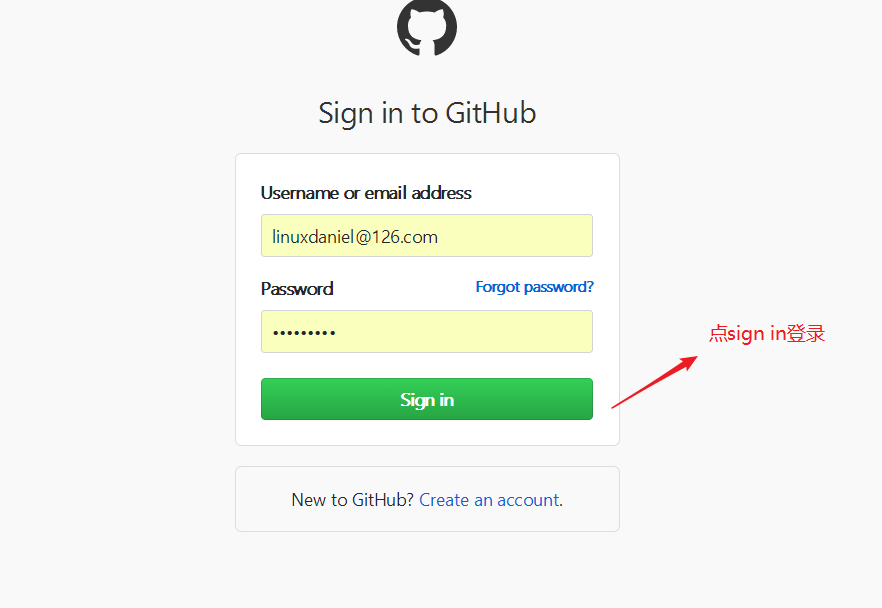 Sign in to GitHub
Username or email address
linuxdaniel@126.com
Password Forgot password?
•••••••••
点sign in登录
Sign in
New to GitHub? Create an account.